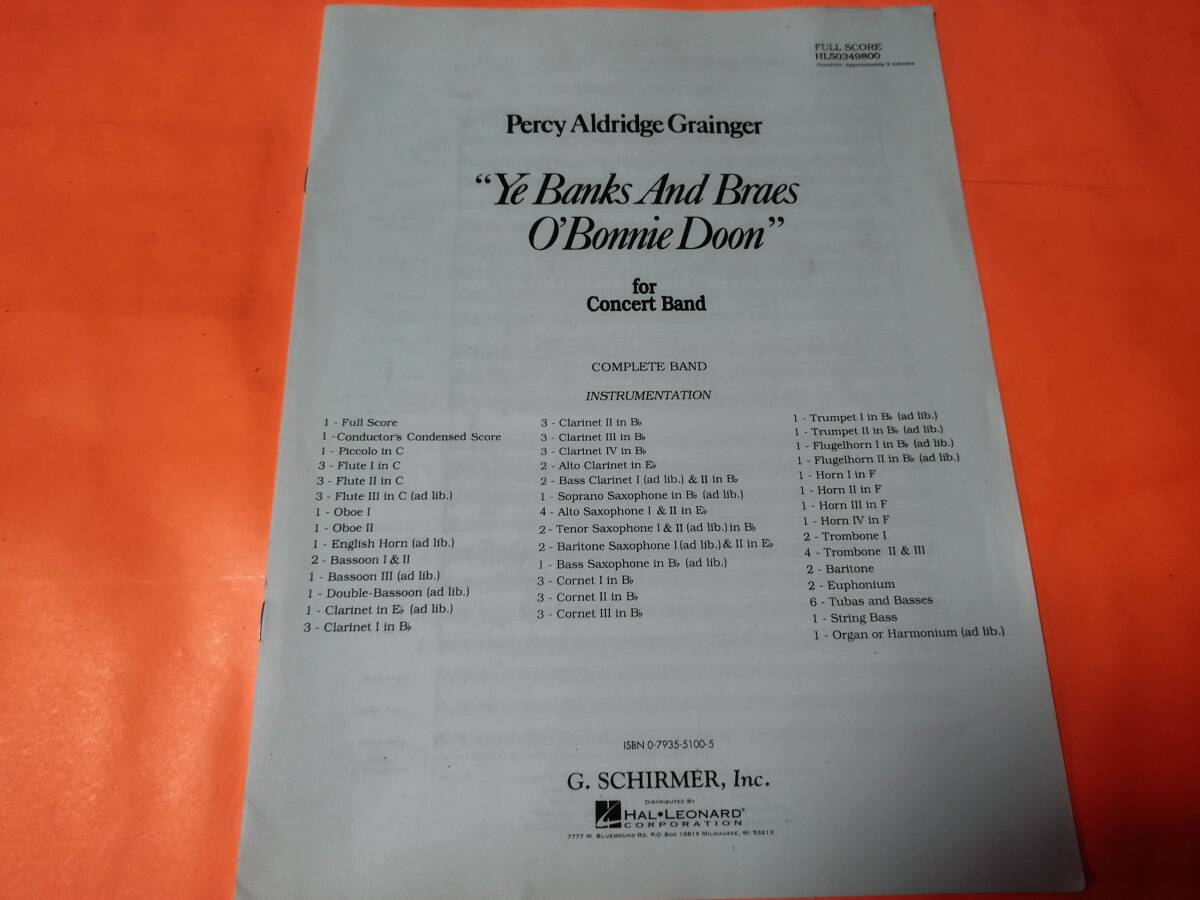 FULL SCORE
HL50349800
Duration: Approximately 2 minutes
Percy Aldridge Grainger
“Ye Banks And Braes
O’Bonnie Doon”
for
Concert Band
COMPLETE BAND
INSTRUMENTATION
1 - Full Score
1 -Conductor's Condensed Score
1 - Piccolo in C
3 - Flute I in C
3 - Flute II in C
3 - Flute III in C (ad lib.)
1 - Oboe I
1 - Oboe II
1 - English Horn (ad lib.)
2 - Bassoon I & II
1 - Bassoon III (ad lib.)
1 - Double-Bassoon (ad lib.)
1 - Clarinet in E♭ (ad lib.)
3 - Clarinet I in B♭
3 - Clarinet II in B♭
3 - Clarinet III in B♭
3 - Clarinet IV in B♭
2 - Alto Clarinet in E♭
2 - Bass Clarinet I (ad lib.) & II in B♭
1 - Soprano Saxophone in B♭ (ad lib.)
4 - Alto Saxophone I & II in E♭
2 - Tenor Saxophone I & II (ad lib.) in B♭
2 - Baritone Saxophone I (ad lib.) & II in E♭
1 - Bass Saxophone in B♭ (ad lib.)
3 - Cornet I in B♭
3 - Cornet II in B♭
3 - Cornet III in B♭
1 - Trumpet I in B♭ (ad lib.)
1 - Trumpet II in B♭ (ad lib.)
1 - Flugelhorn I in B♭ (ad lib.)
1 - Flugelhorn II in B♭ (ad lib.)
1 - Horn I in F
1 - Horn II in F
1 - Horn III in F
1 - Horn IV in F
2 - Trombone I
4 - Trombone II & III
2 - Baritone
2 - Euphonium
6 - Tubas and Basses
1 - String Bass
1 - Organ or Harmonium (ad lib.)
ISBN 0-7935-5100-5
G. SCHIRMER, Inc.
DISTRIBUTED BY
HAL•LEONARD®
CORPORATION
7777 W. BLUEMOUND RD. P.O. BOX 13819 MILWAUKEE, WI 53213